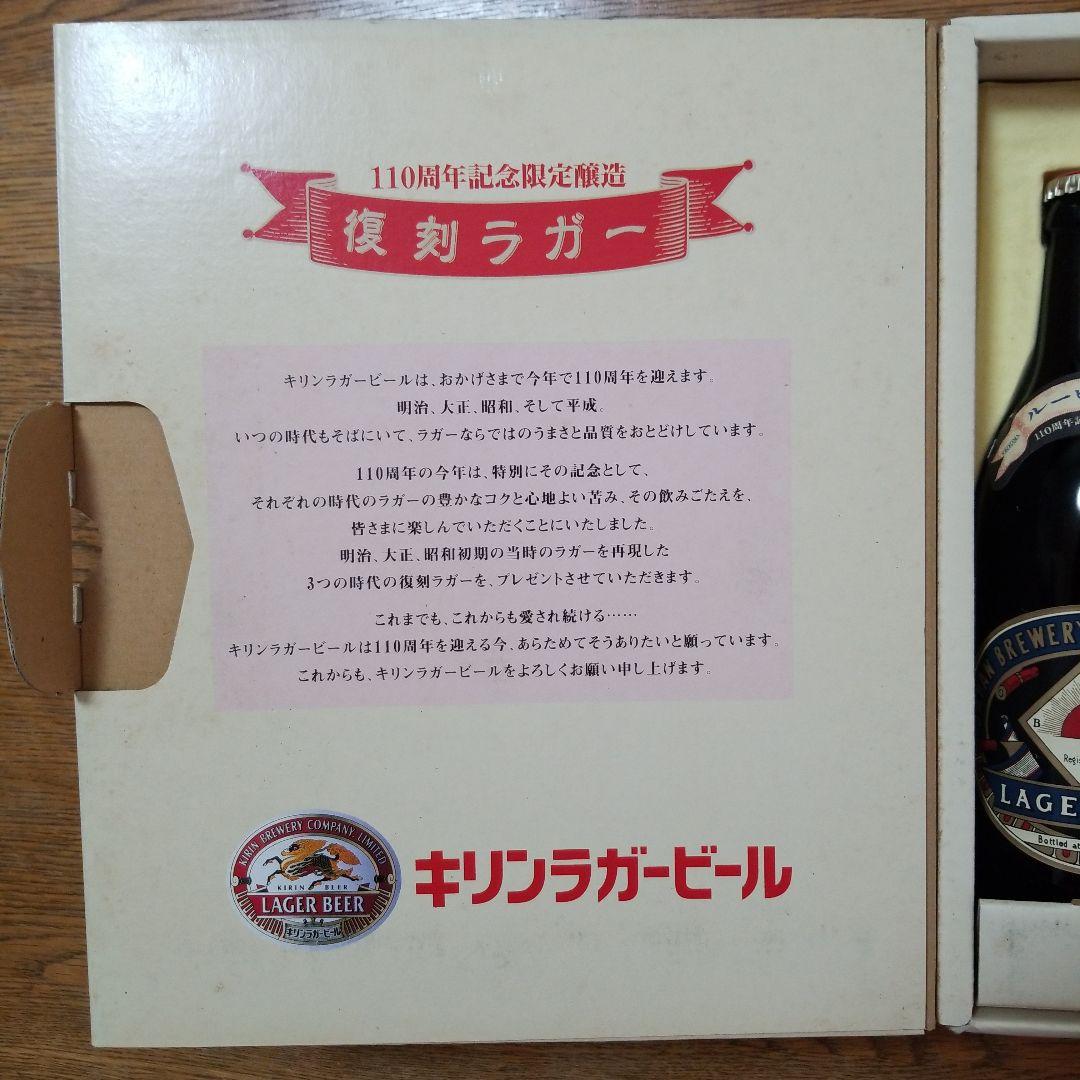 110周年記念限定醸造
復刻ラガー
キリンラガービールは、おかげさまで今年で110周年を迎えます。
明治、大正、昭和、そして平成。
いつの時代もそばにいて、ラガーならではのうまさと品質をおとどけしています。
110周年の今年は、特別にその記念として、
それぞれの時代のラガーの豊かなコクと心地よい苦み、その飲みごたえを、
皆さまに楽しんでいただくことにいたしました。
明治、大正、昭和初期の当時のラガーを再現した
3つの時代の復刻ラガーを、プレゼントさせていただきます。
これまでも、これからも愛され続ける……
キリンラガービールは110周年を迎える今、あらためてそうありたいと願っています。
これからも、キリンラガービールをよろしくお願い申し上げます。
KIRIN BREWERY COMPANY, LIMITED
KIRIN BEER
LAGER BEER
キリンラガービール
キリンラガービール
ルービ
110周年記
AN BREWERY
B
Regis
LAGE
Bottled at